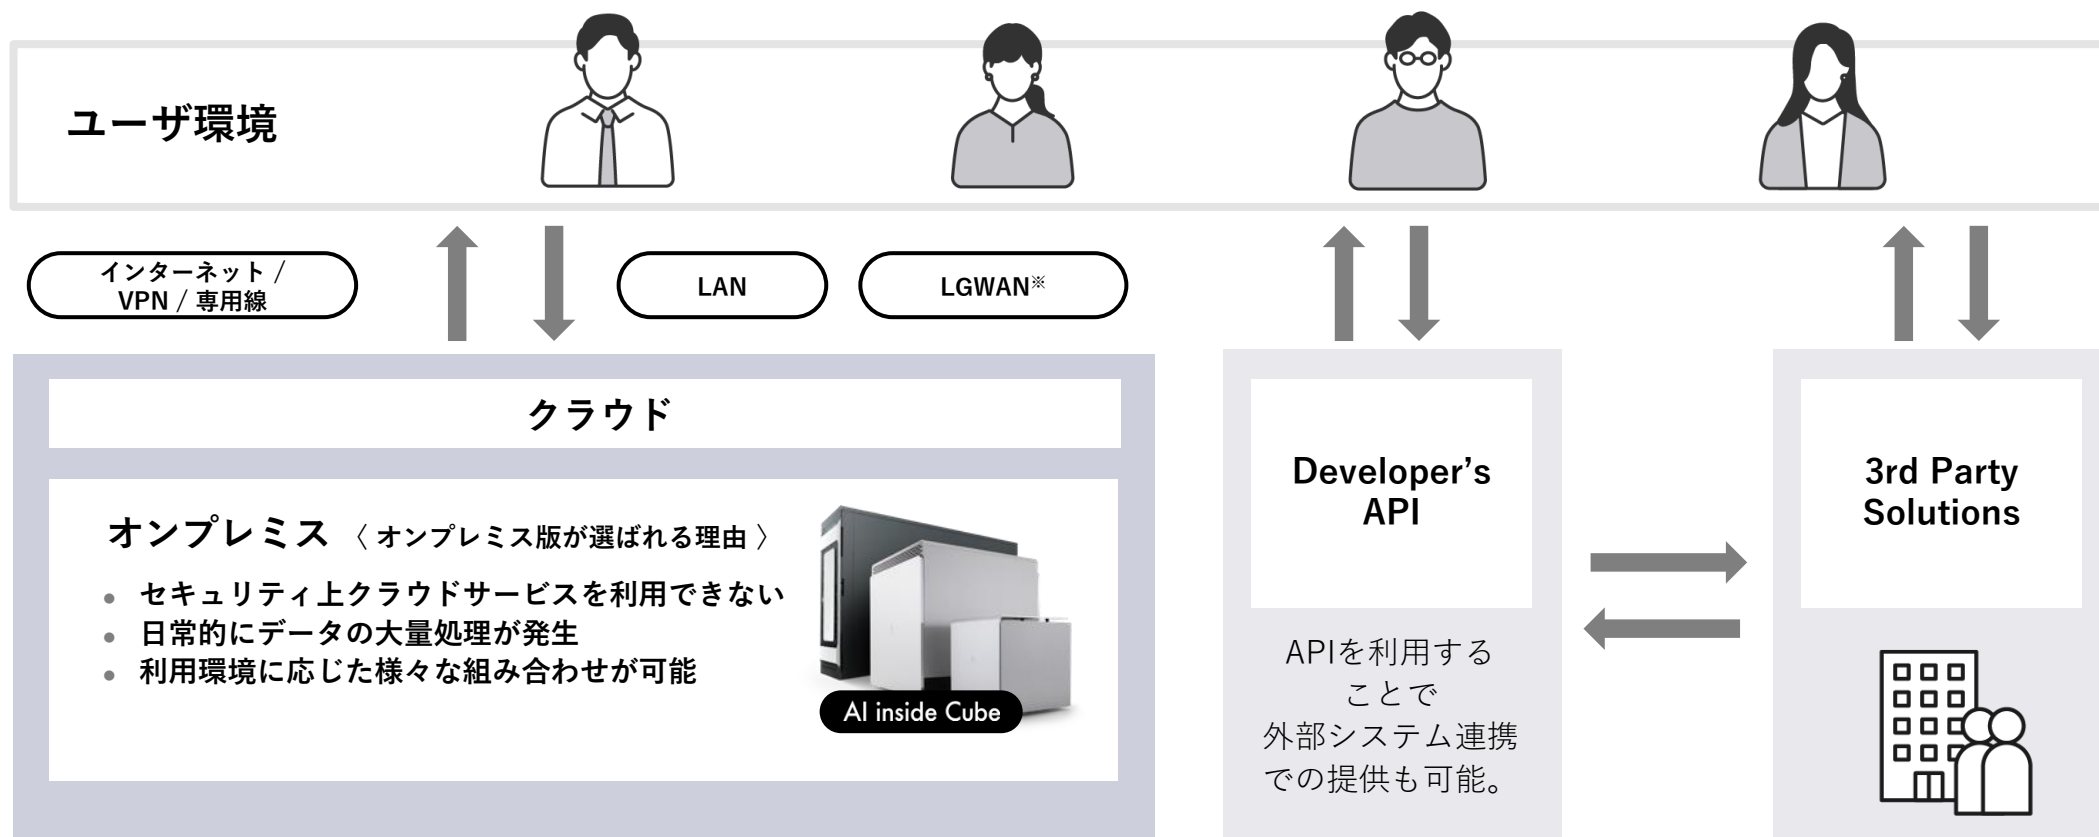 ユーザ環境
インターネット /
VPN / 専用線
LAN
LGWAN※
クラウド
オンプレミス 〈 オンプレミス版が選ばれる理由 〉
● セキュリティ上クラウドサービスを利用できない
● 日常的にデータの大量処理が発生
● 利用環境に応じた様々な組み合わせが可能
AI inside Cube
Developer’s
API
APIを利用する
ことで
外部システム連携
での提供も可能。
3rd Party
Solutions